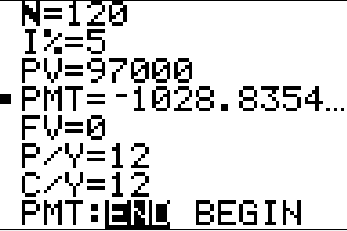 N=120
I%=5
PV=97000
▪PMT=-1028.8354…
FV=0
P/Y=12
C/Y=12
PMT:END BEGIN